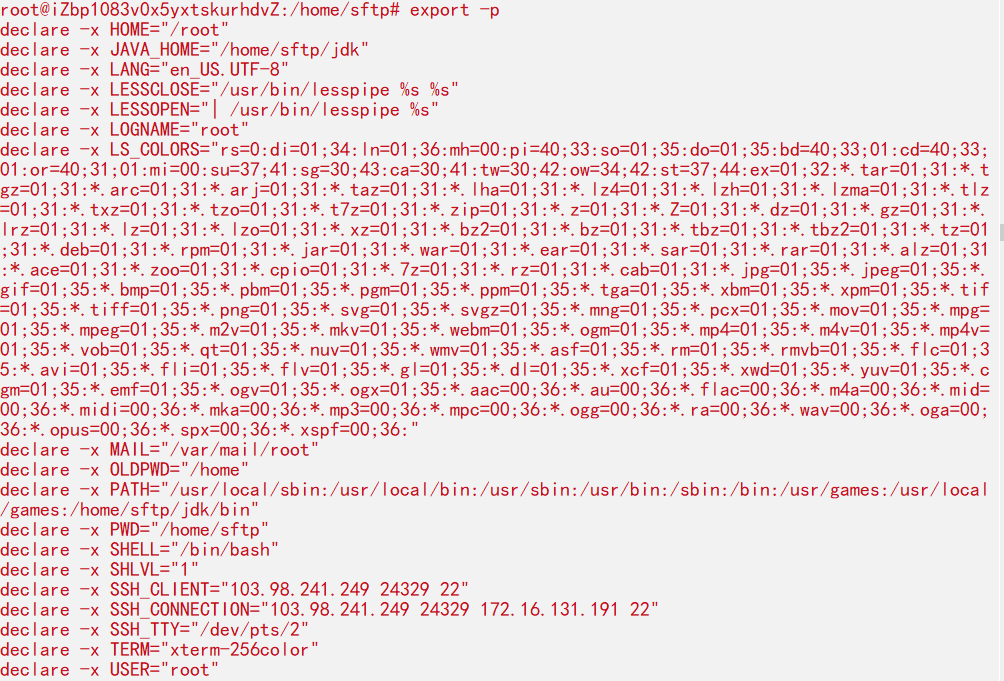 root@iZbp1083v0x5yxtskurhdvZ:/home/sftp# export -p
declare -x HOME="/root"
declare -x JAVA_HOME="/home/sftp/jdk"
declare -x LANG="en_US.UTF-8"
declare -x LESSCLOSE="/usr/bin/lesspipe %s %s"
declare -x LESSOPEN="| /usr/bin/lesspipe %s"
declare -x LOGNAME="root"
declare -x LS_COLORS="rs=0:di=01;34:ln=01;36:mh=00:pi=40;33:so=01;35:do=01;35:bd=40;33;01:cd=40;33;
01:or=40;31;01:mi=00:su=37;41:sg=30;43:ca=30;41:tw=30;42:ow=34;42:st=37;44:ex=01;32:*.tar=01;31:*.t
gz=01;31:*.arc=01;31:*.arj=01;31:*.taz=01;31:*.lha=01;31:*.lz4=01;31:*.lzh=01;31:*.lzma=01;31:*.tlz
=01;31:*.txz=01;31:*.tzo=01;31:*.t7z=01;31:*.zip=01;31:*.z=01;31:*.Z=01;31:*.dz=01;31:*.gz=01;31:*.
lrz=01;31:*.lz=01;31:*.lzo=01;31:*.xz=01;31:*.bz2=01;31:*.bz=01;31:*.tbz=01;31:*.tbz2=01;31:*.tz=01
;31:*.deb=01;31:*.rpm=01;31:*.jar=01;31:*.war=01;31:*.ear=01;31:*.sar=01;31:*.rar=01;31:*.alz=01;31
:*.ace=01;31:*.zoo=01;31:*.cpio=01;31:*.7z=01;31:*.rz=01;31:*.cab=01;31:*.jpg=01;35:*.jpeg=01;35:*.
gif=01;35:*.bmp=01;35:*.pbm=01;35:*.pgm=01;35:*.ppm=01;35:*.tga=01;35:*.xbm=01;35:*.xpm=01;35:*.tif
=01;35:*.tiff=01;35:*.png=01;35:*.svg=01;35:*.svgz=01;35:*.mng=01;35:*.pcx=01;35:*.mov=01;35:*.mpg=
01;35:*.mpeg=01;35:*.m2v=01;35:*.mkv=01;35:*.webm=01;35:*.ogm=01;35:*.mp4=01;35:*.m4v=01;35:*.mp4v=
01;35:*.vob=01;35:*.qt=01;35:*.nuv=01;35:*.wmv=01;35:*.asf=01;35:*.rm=01;35:*.rmvb=01;35:*.flc=01;3
5:*.avi=01;35:*.fli=01;35:*.flv=01;35:*.gl=01;35:*.dl=01;35:*.xcf=01;35:*.xwd=01;35:*.yuv=01;35:*.c
gm=01;35:*.emf=01;35:*.ogv=01;35:*.ogx=01;35:*.aac=00;36:*.au=00;36:*.flac=00;36:*.m4a=00;36:*.mid=
00;36:*.midi=00;36:*.mka=00;36:*.mp3=00;36:*.mpc=00;36:*.ogg=00;36:*.ra=00;36:*.wav=00;36:*.oga=00;
36:*.opus=00;36:*.spx=00;36:*.xspf=00;36:"
declare -x MAIL="/var/mail/root"
declare -x OLDPWD="/home"
declare -x PATH="/usr/local/sbin:/usr/local/bin:/usr/sbin:/usr/bin:/sbin:/bin:/usr/games:/usr/local
/games:/home/sftp/jdk/bin"
declare -x PWD="/home/sftp"
declare -x SHELL="/bin/bash"
declare -x SHLVL="1"
declare -x SSH_CLIENT="103.98.241.249 24329 22"
declare -x SSH_CONNECTION="103.98.241.249 24329 172.16.131.191 22"
declare -x SSH_TTY="/dev/pts/2"
declare -x TERM="xterm-256color"
declare -x USER="root"